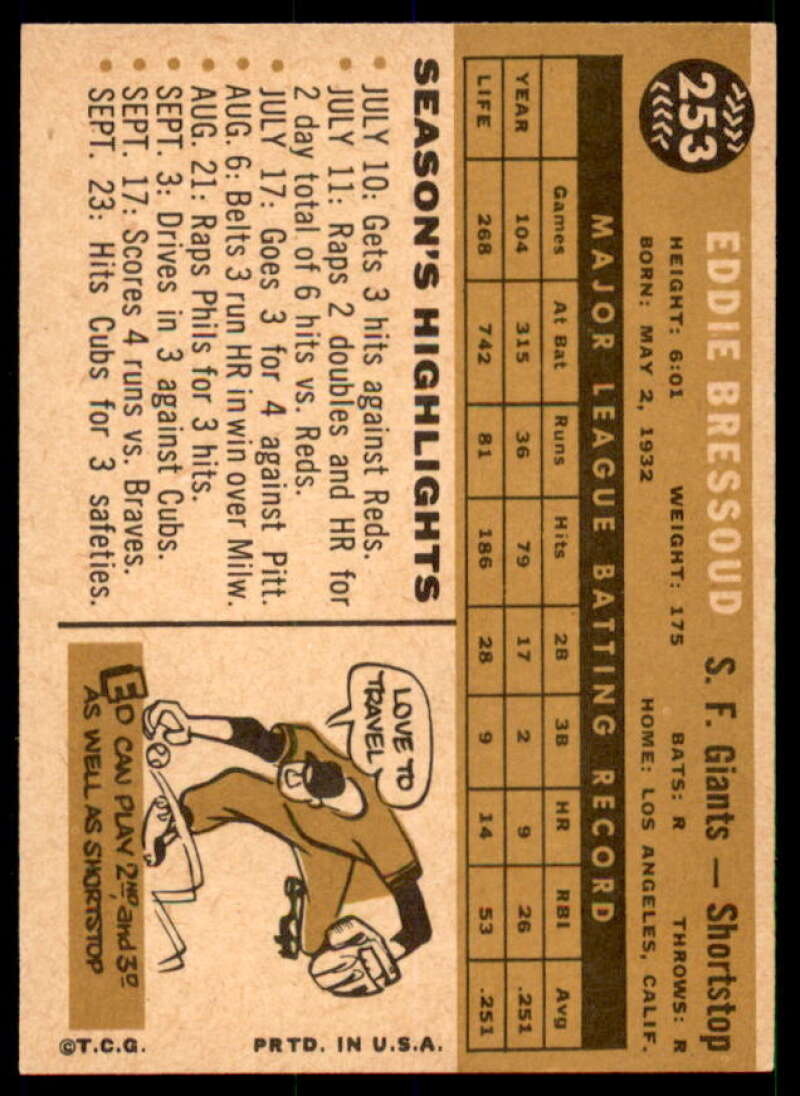 253
EDDIE BRESSOUD S. F. Giants — Shortstop
HEIGHT: 6:01 WEIGHT: 175 BATS: R THROWS: R
BORN: MAY 2, 1932 HOME: LOS ANGELES, CALIF.
MAJOR LEAGUE BATTING RECORD
Games At Bat Runs Hits 2B 3B HR RBI Avg
YEAR 104 315 36 79 17 2 9 26 .251
LIFE 268 742 81 186 28 9 14 53 .251
SEASON'S HIGHLIGHTS
• JULY 10: Gets 3 hits against Reds.
• JULY 11: Raps 2 doubles and HR for
2 day total of 6 hits vs. Reds.
• JULY 17: Goes 3 for 4 against Pitt.
• AUG. 6: Belts 3 run HR in win over Milw.
• AUG. 21: Raps Phils for 3 hits.
• SEPT. 3: Drives in 3 against Cubs.
• SEPT. 17: Scores 4 runs vs. Braves.
• SEPT. 23: Hits Cubs for 3 safeties.
LOVE TO
TRAVEL
ED CAN PLAY 2ND, and 3D
AS WELL AS SHORTSTOP
©T.C.G. PRTD. IN U.S.A.